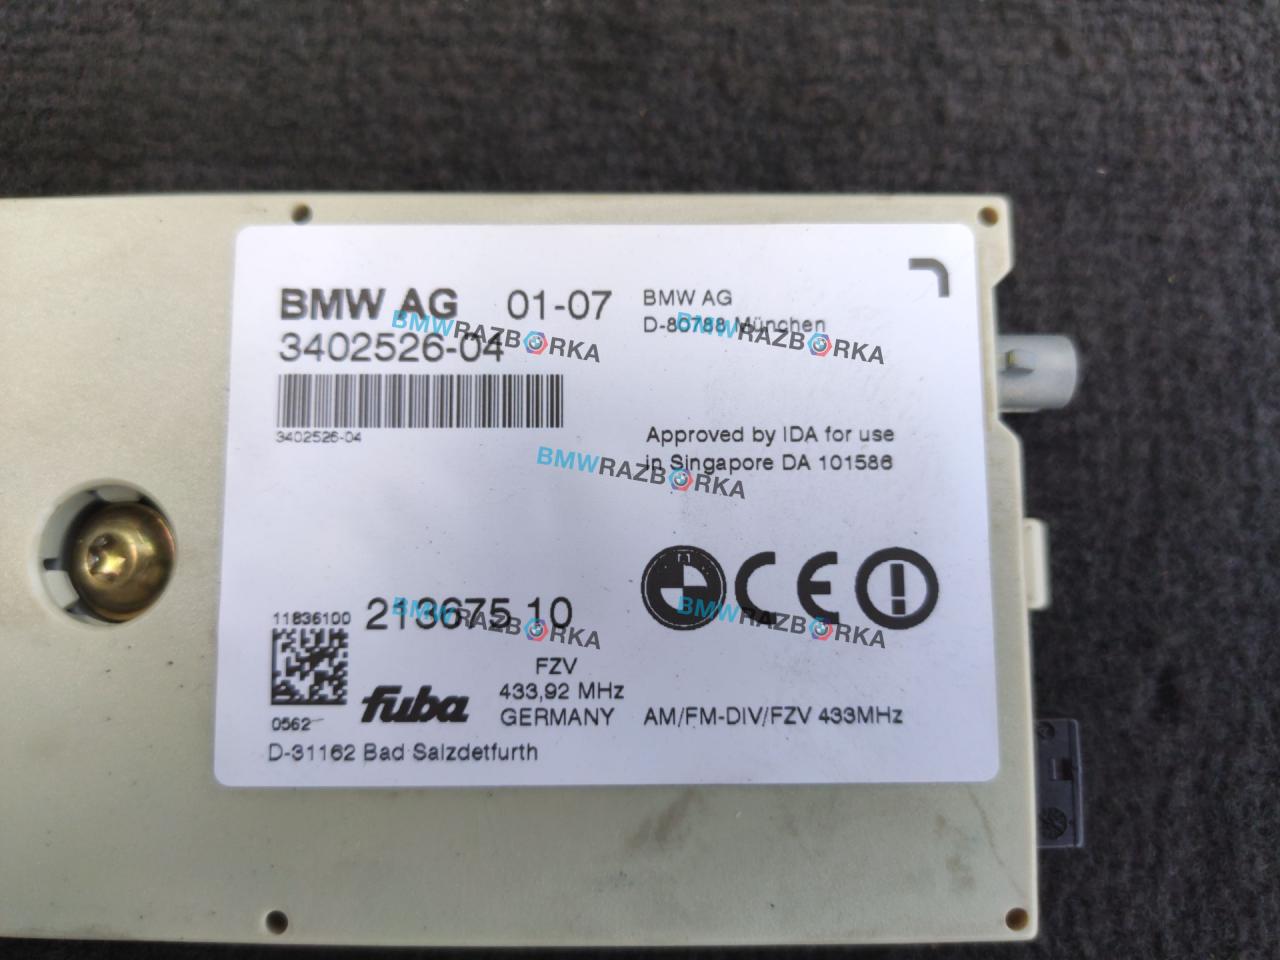 BMW AG 01-07
3402526-04
3402526-04
BMW AG
D-80788 München
Approved by IDA for use
in Singapore DA 101586
11836100
213675.10
0562
fuba
FZV
433,92 MHz
GERMANY
AM/FM-DIV/FZV 433MHz
D-31162 Bad Salzdetfurth
BMWRAZBORKA
BMWRAZBORKA
BMWRAZBORKA
BMWRAZBORKA
BMWRAZBORKA